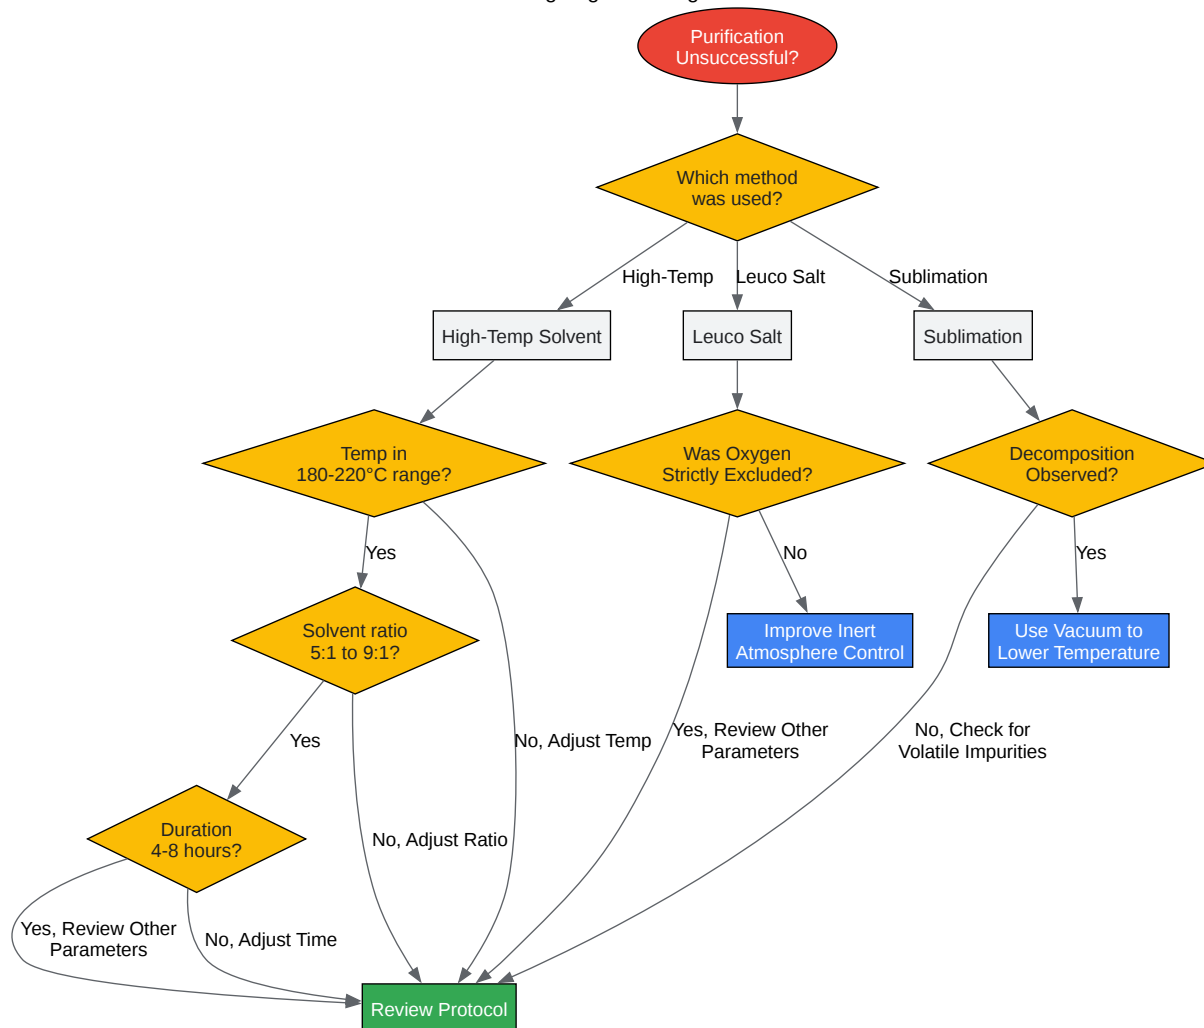 Purification
Unsuccessful?
Which method
was used?
High-Temp
Leuco Salt
Sublimation
High-Temp Solvent
Leuco Salt
Sublimation
Temp in
180-220°C range?
Was Oxygen
Strictly Excluded?
Decomposition
Observed?
Yes
No
Yes
Solvent ratio
5:1 to 9:1?
Improve Inert
Atmosphere Control
Use Vacuum to
Lower Temperature
Yes
No, Adjust Temp
Yes, Review Other
Parameters
No, Check for
Volatile Impurities
Duration
4-8 hours?
No, Adjust Ratio
Yes, Review Other
Parameters
No, Adjust Time
Review Protocol